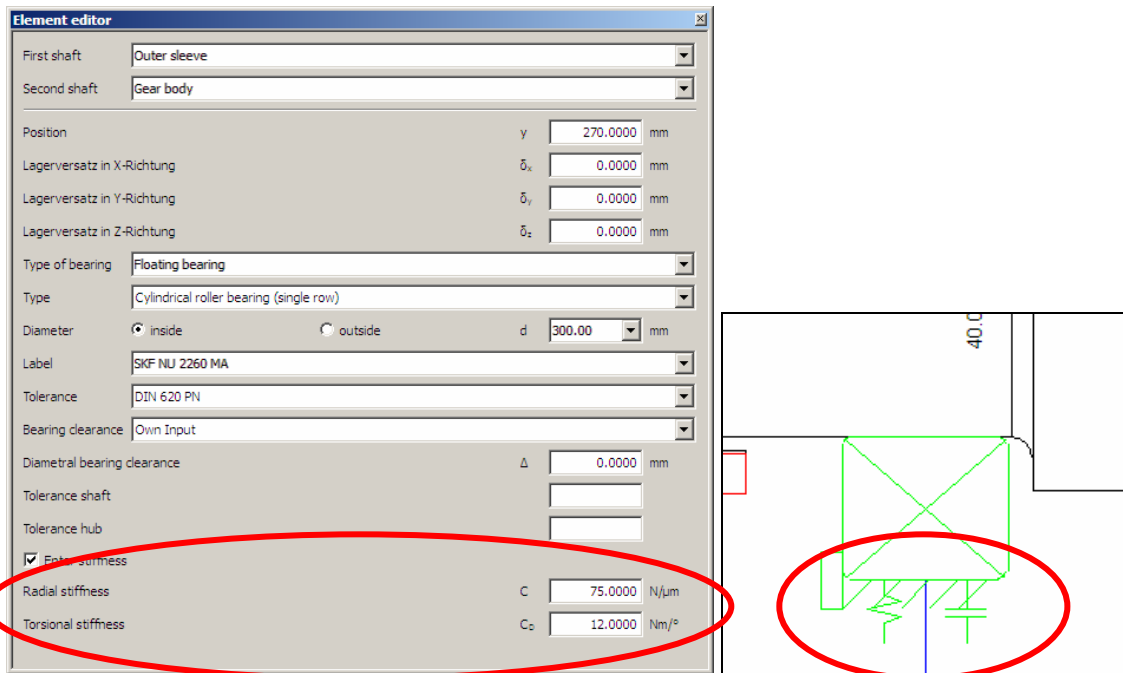 Element editor
First shaft Outer sleeve
Second shaft Gear body
Position y 270.0000 mm
Lagerversatz in X-Richtung δx 0.0000 mm
Lagerversatz in Y-Richtung δy 0.0000 mm
Lagerversatz in Z-Richtung δz 0.0000 mm
Type of bearing Floating bearing
Type Cylindrical roller bearing (single row)
Diameter inside outside d 300.00 mm
Label SKF NU 2260 MA
Tolerance DIN 620 PN
Bearing clearance Own Input
Diametral bearing clearance Δ 0.0000 mm
Tolerance shaft
Tolerance hub
Enter stiffness
Radial stiffness C 75.0000 N/µm
Torsional stiffness CD 12.0000 Nm/°